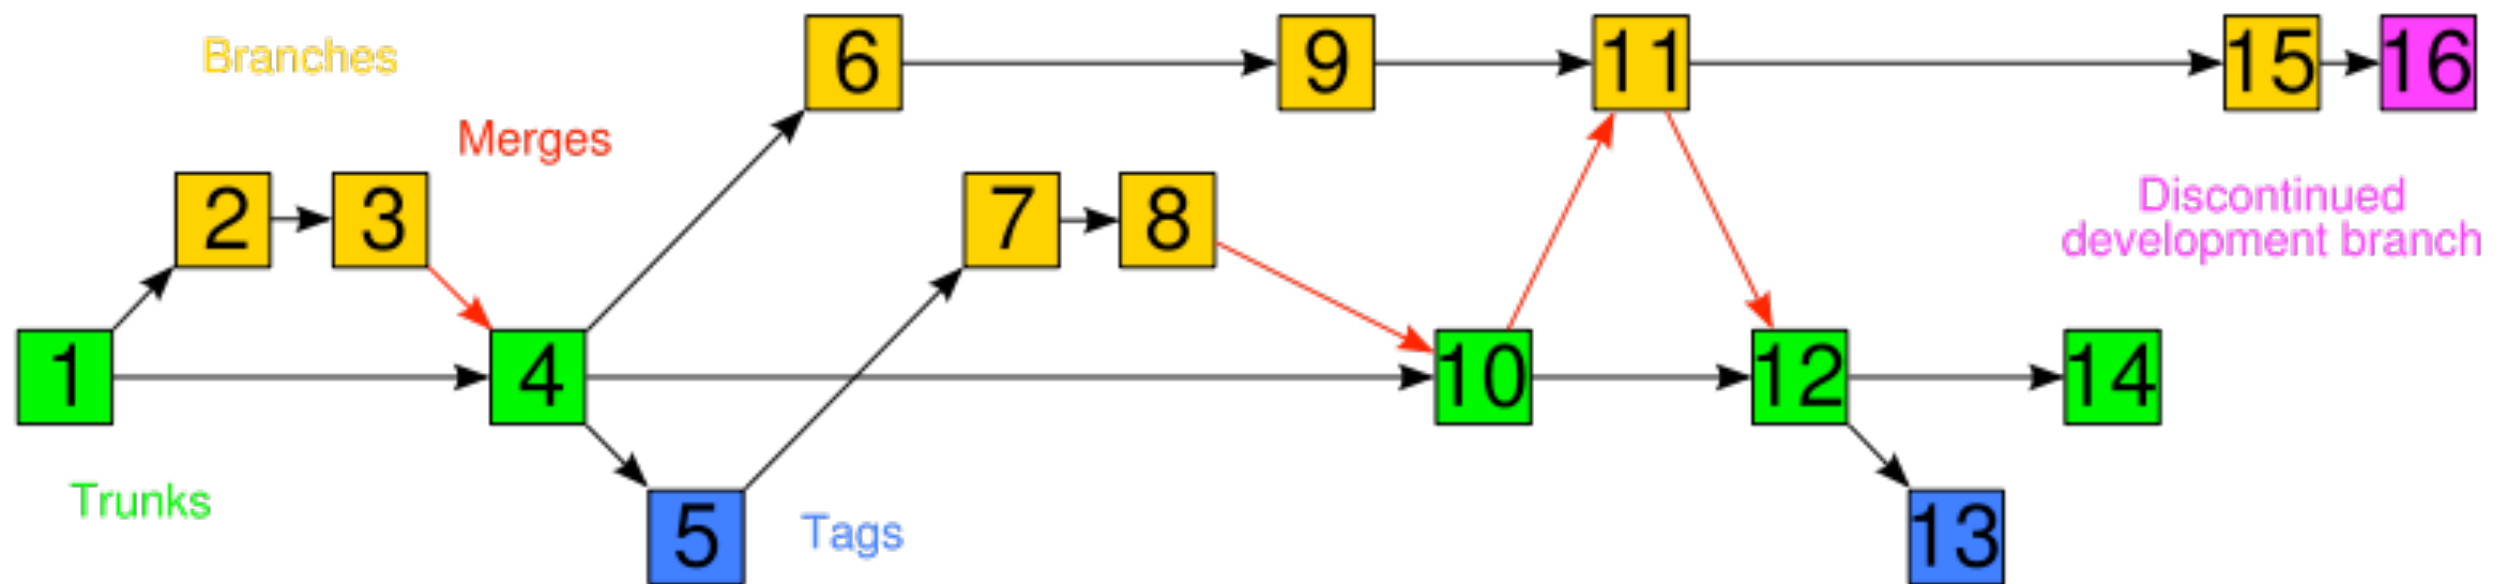 Branches
6 9 11 15 16
Merges
2 3 7 8
Discontinued
development branch
1 4 10 12 14
Trunks
5 Tags 13